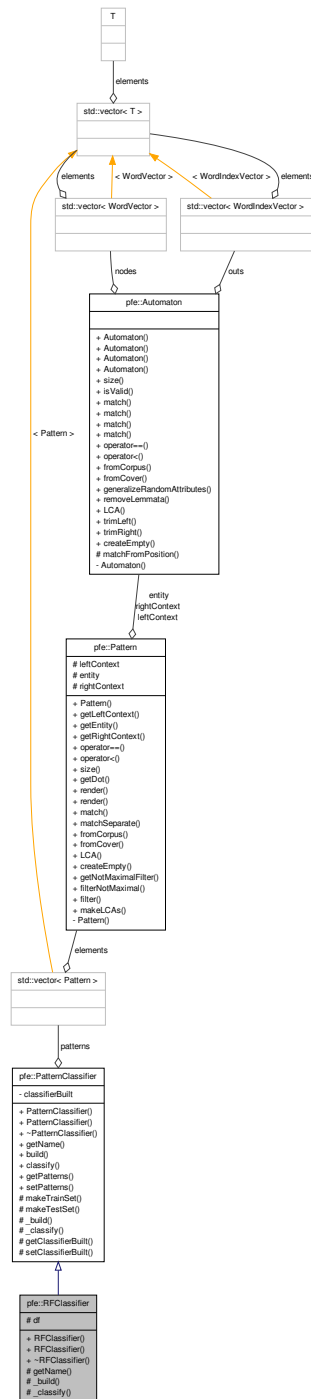 T
elements
std::vector< T >
elements
< WordVector >
< WordIndexVector >
elements
std::vector< WordVector >
std::vector< WordIndexVector >
nodes
outs
pfe::Automaton
+ Automaton()
+ Automaton()
+ Automaton()
+ Automaton()
+ size()
+ isValid()
+ match()
+ match()
+ match()
+ match()
+ operator==()
+ operator<()
+ fromCorpus()
+ fromCover()
+ generalizeRandomAttributes()
+ removeLemmata()
+ LCA()
+ trimLeft()
+ trimRight()
+ createEmpty()
# matchFromPosition()
- Automaton()
< Pattern >
entity
rightContext
leftContext
pfe::Pattern
# leftContext
# entity
# rightContext
+ Pattern()
+ getLeftContext()
+ getEntity()
+ getRightContext()
+ operator==()
+ operator<()
+ size()
+ getDot()
+ render()
+ render()
+ match()
+ matchSeparate()
+ fromCorpus()
+ fromCover()
+ LCA()
+ createEmpty()
+ getNotMaximalFilter()
+ filterNotMaximal()
+ filter()
+ makeLCAs()
- Pattern()
elements
std::vector< Pattern >
patterns
pfe::PatternClassifier
- classifierBuilt
+ PatternClassifier()
+ PatternClassifier()
+ ~PatternClassifier()
+ getName()
+ build()
+ classify()
+ getPatterns()
+ setPatterns()
# makeTrainSet()
# makeTestSet()
# _build()
# _classify()
# getClassifierBuilt()
# setClassifierBuilt()
pfe::RFClassifier
# df
+ RFClassifier()
+ RFClassifier()
+ ~RFClassifier()
# getName()
# _build()
# _classify()